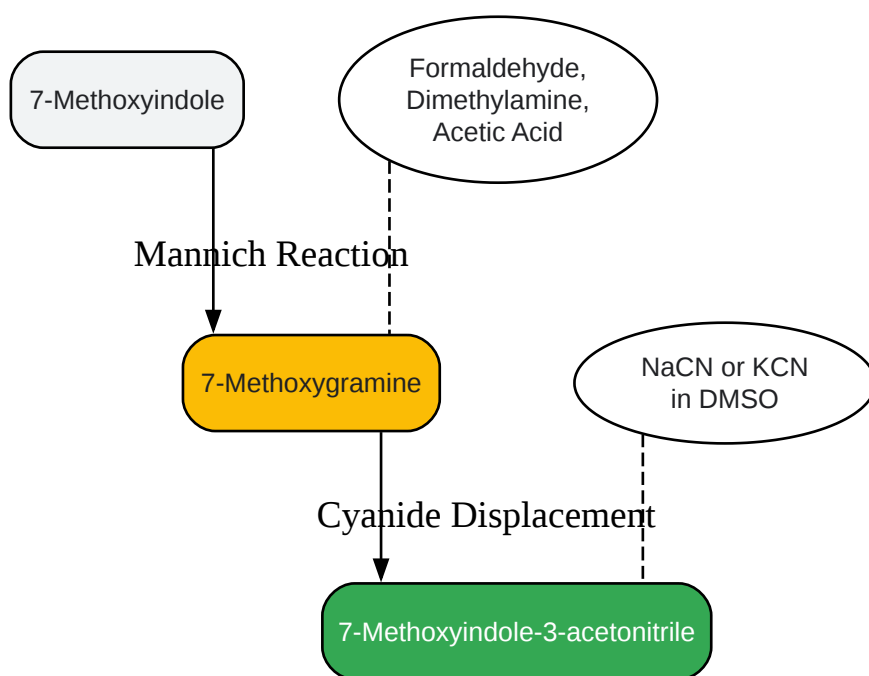 7-Methoxyindole
Formaldehyde,
Dimethylamine,
Acetic Acid
Mannich Reaction
7-Methoxygramine
NaCN or KCN
in DMSO
Cyanide Displacement
7-Methoxyindole-3-acetonitrile